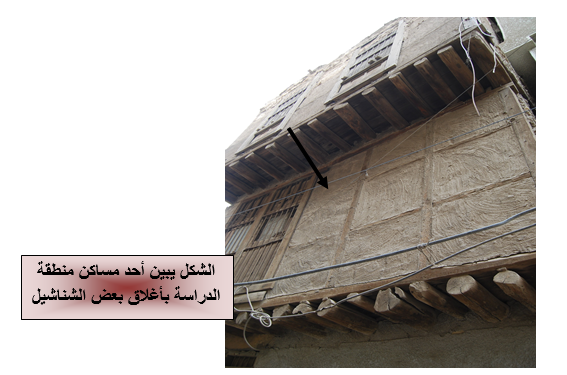 الشكل يبين أحد مساكن منطقة
الدراسة بأغلاق بعض الشناشيل